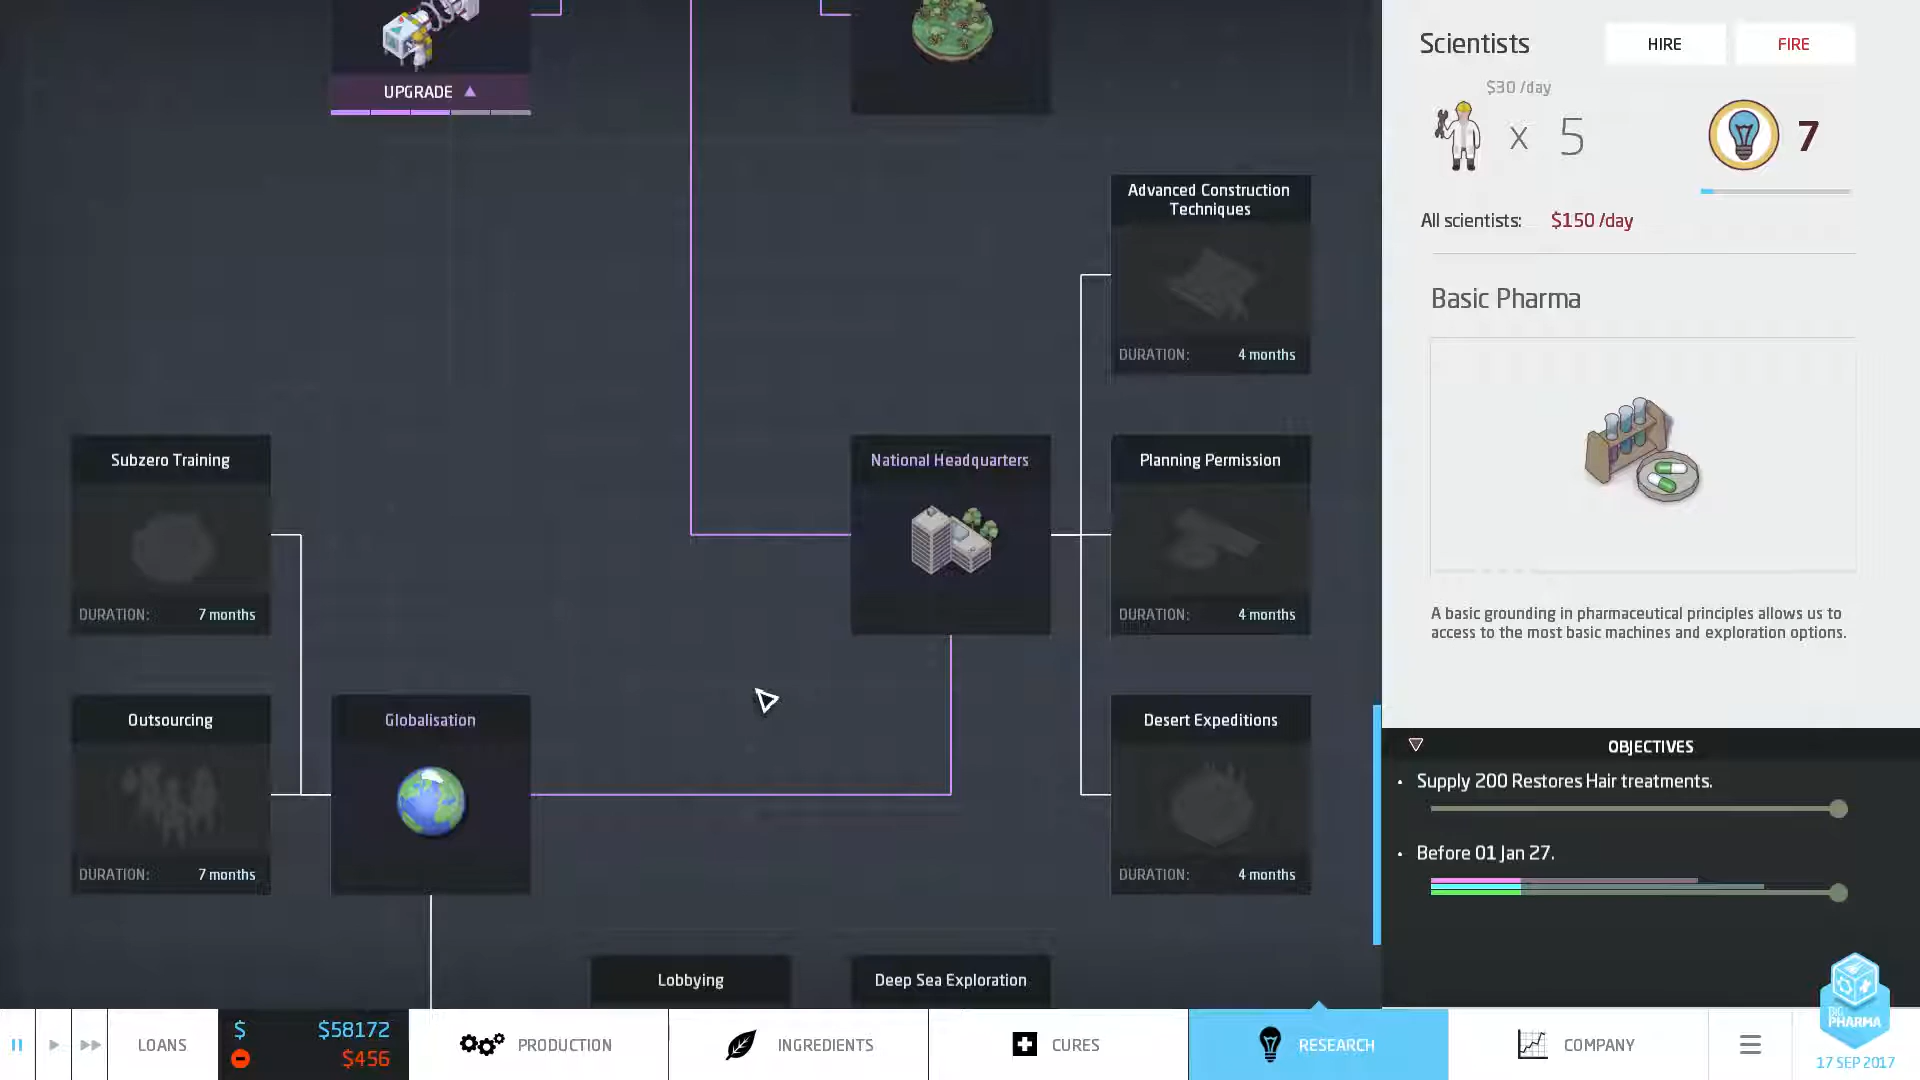 UPGRADE
Advanced Construction
Techniques
DURATION: 4 months
Subzero Training
DURATION: 7 months
National Headquarters
Planning Permission
DURATION: 4 months
Outsourcing
DURATION: 7 months
Globalisation
Desert Expeditions
DURATION: 4 months
Lobbying
Deep Sea Exploration
Scientists
HIRE
FIRE
$30 /day
x 5
7
All scientists: $150 /day
Basic Pharma
A basic grounding in pharmaceutical principles allows us to
access to the most basic machines and exploration options.
OBJECTIVES
• Supply 200 Restores Hair treatments.
• Before 01 Jan 27.
LOANS
$ $58172
$456
PRODUCTION
INGREDIENTS
CURES
RESEARCH
COMPANY
BIG
PHARMA
17 SEP 2017